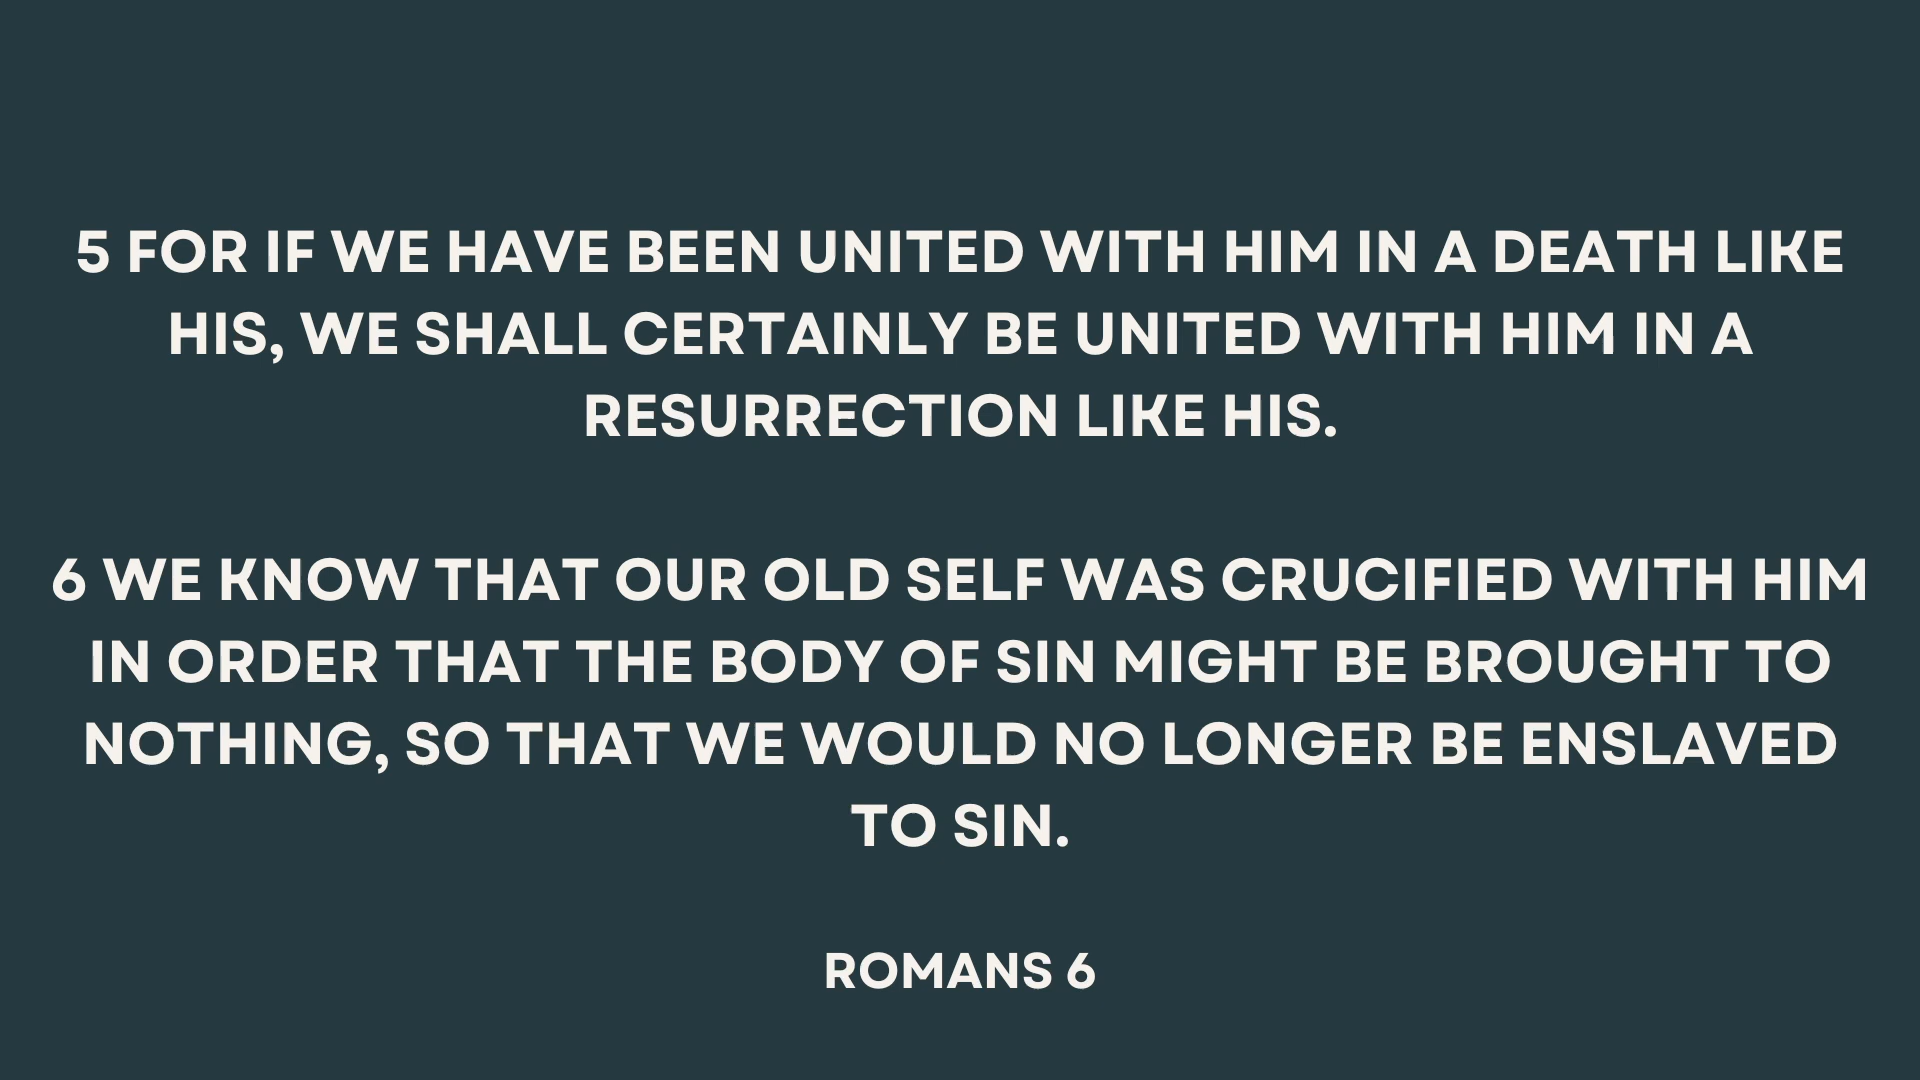 5 FOR IF WE HAVE BEEN UNITED WITH HIM IN A DEATH LIKE
HIS, WE SHALL CERTAINLY BE UNITED WITH HIM IN A
RESURRECTION LIKE HIS.
6 WE KNOW THAT OUR OLD SELF WAS CRUCIFIED WITH HIM
IN ORDER THAT THE BODY OF SIN MIGHT BE BROUGHT TO
NOTHING, SO THAT WE WOULD NO LONGER BE ENSLAVED
TO SIN.
ROMANS 6